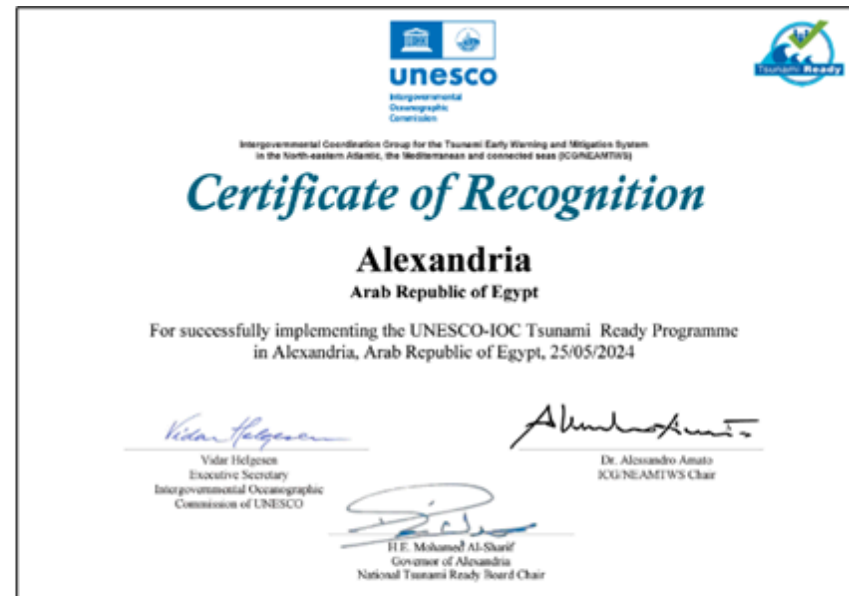 unesco
Intergovernmental
Oceanographic
Commission
Tsunami Ready
Intergovernmental Coordination Group for the Tsunami Early Warning and Mitigation System
in the North-eastern Atlantic, the Mediterranean and connected seas (ICG/NEAMTWS)
Certificate of Recognition
Alexandria
Arab Republic of Egypt
For successfully implementing the UNESCO-IOC Tsunami Ready Programme
in Alexandria, Arab Republic of Egypt, 25/05/2024
Vidar Helgesen
Vidar Helgesen
Executive Secretary
Intergovernmental Oceanographic
Commission of UNESCO
Dr. Alessandro Amato
ICG/NEAMTWS Chair
H.E. Mohamed Al-Sharif
Governor of Alexandria
National Tsunami Ready Board Chair